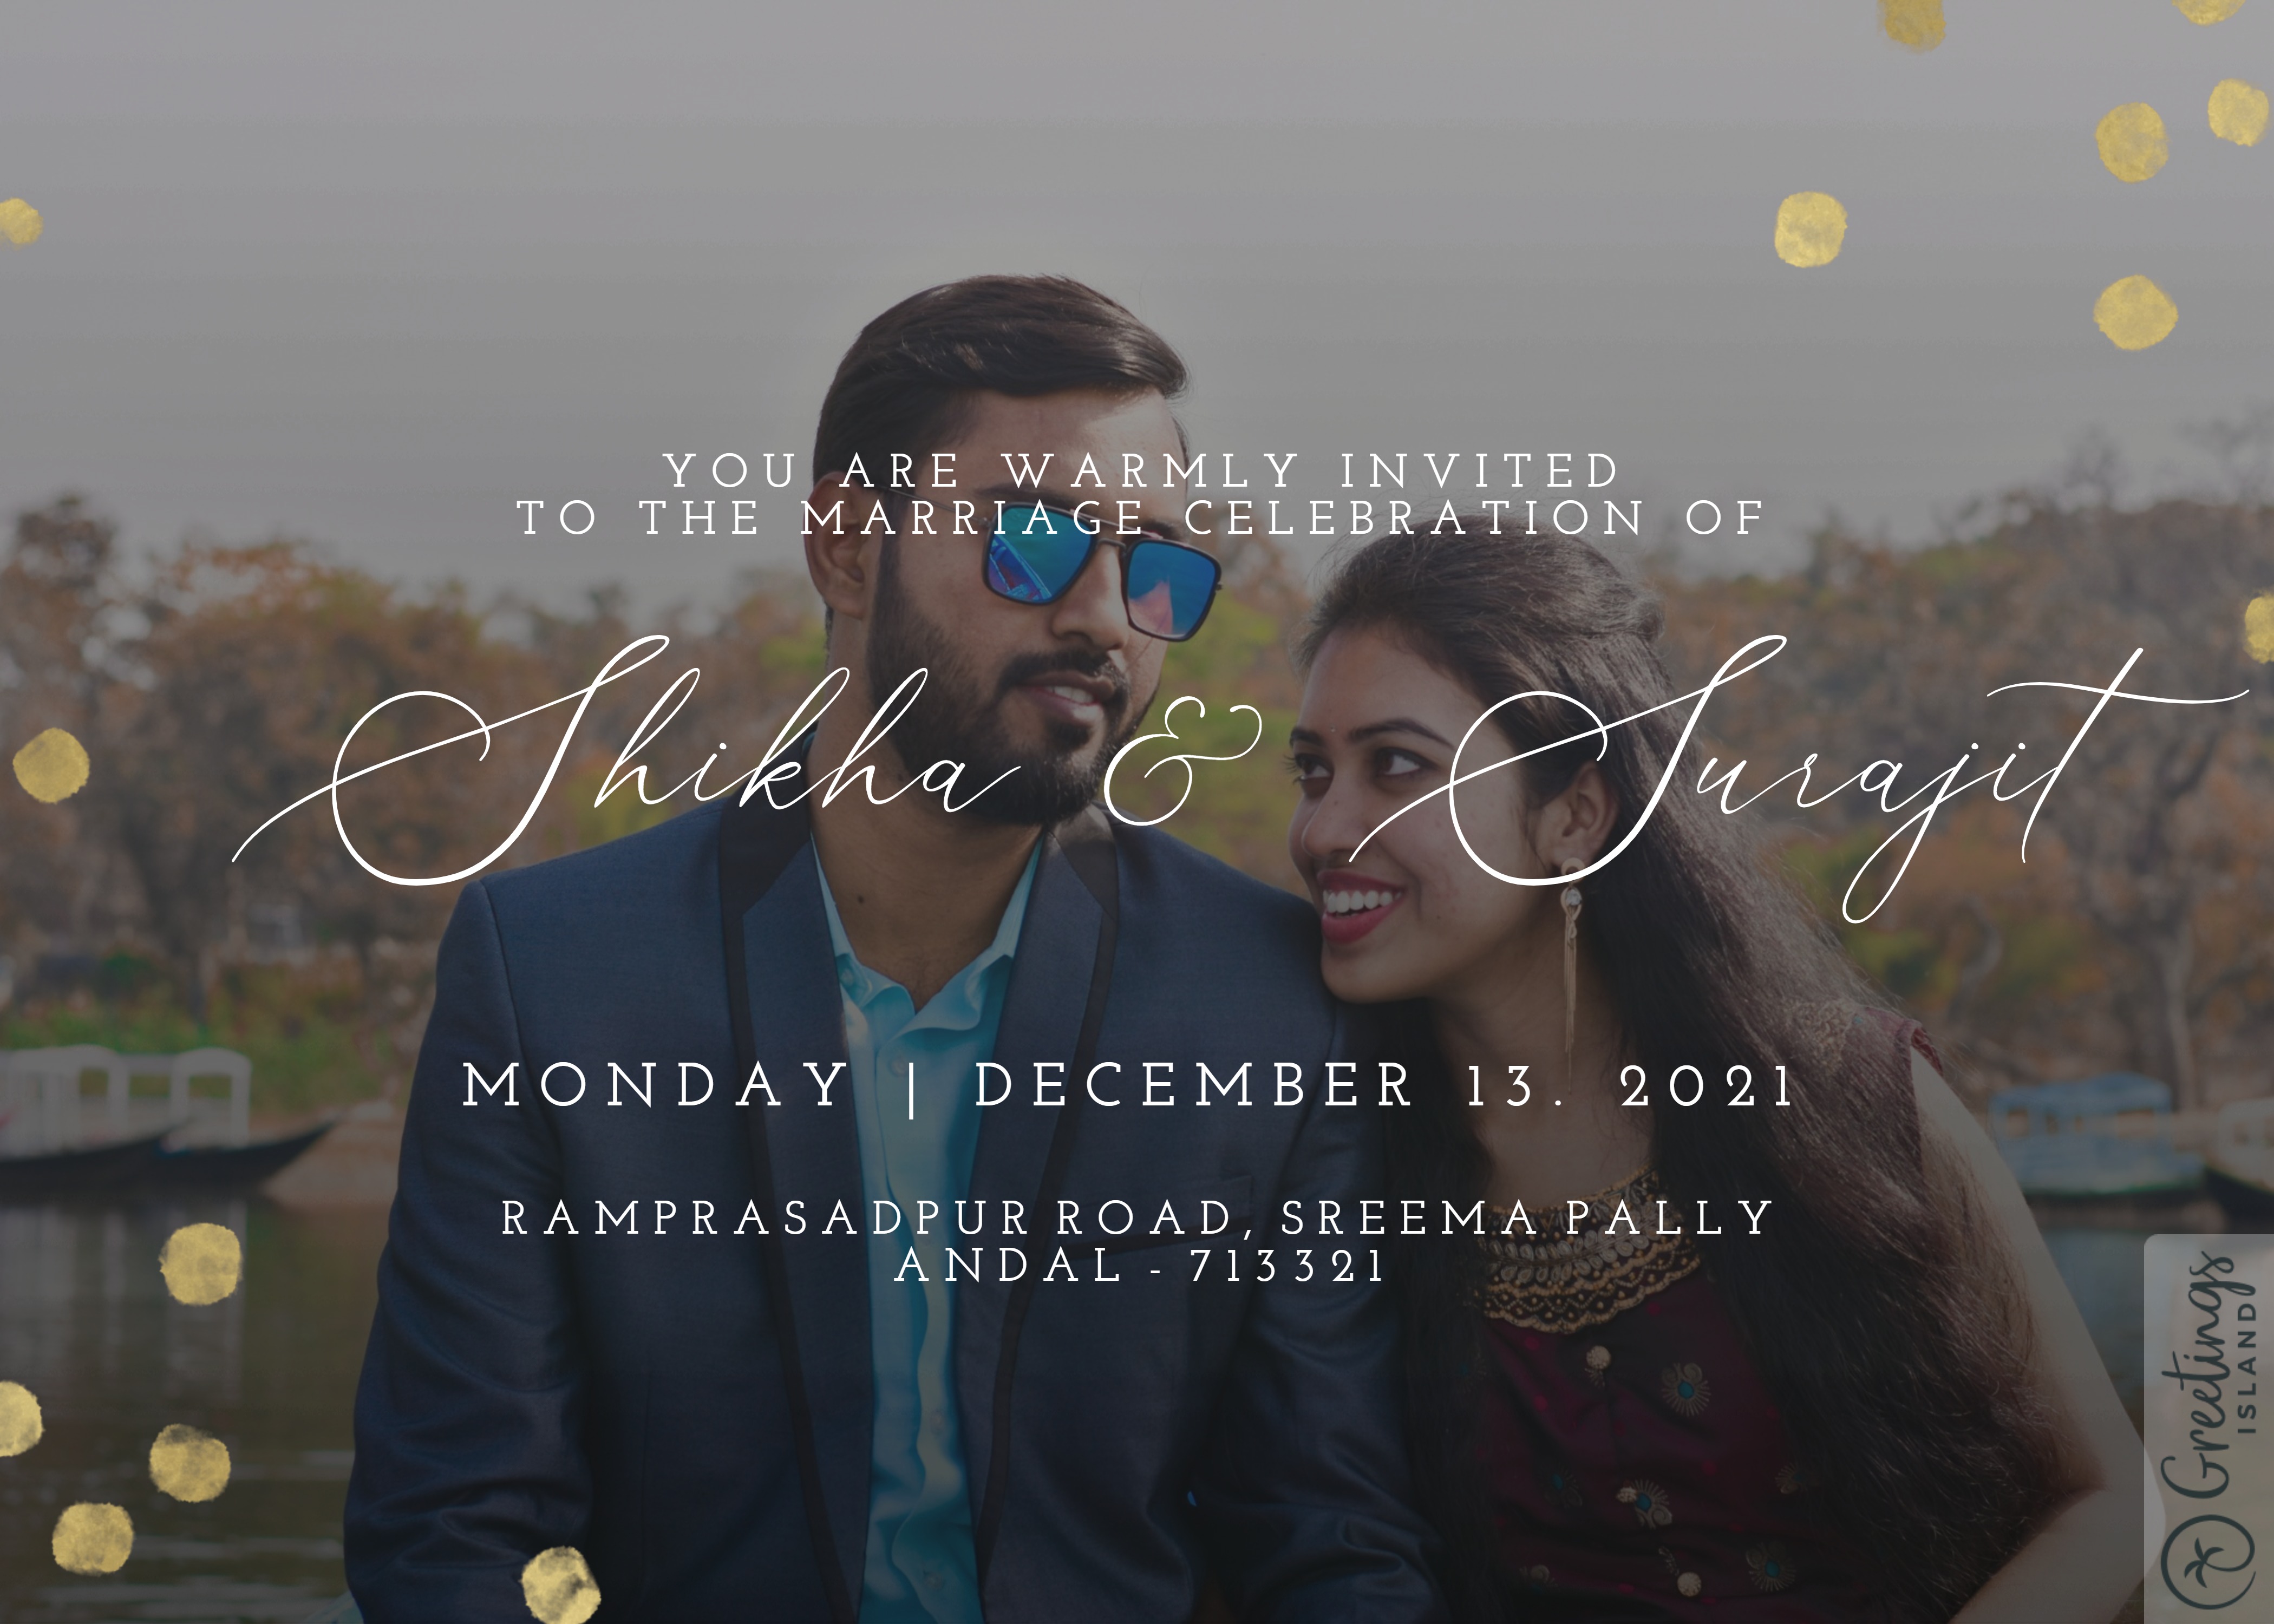 YOU ARE WARMLY INVITED
TO THE MARRIAGE CELEBRATION OF
Shikha & Surajit
MONDAY | DECEMBER 13. 2021
RAMPRASADPUR ROAD, SREEMA PALLY
ANDAL - 713321
Greetings
ISLAND